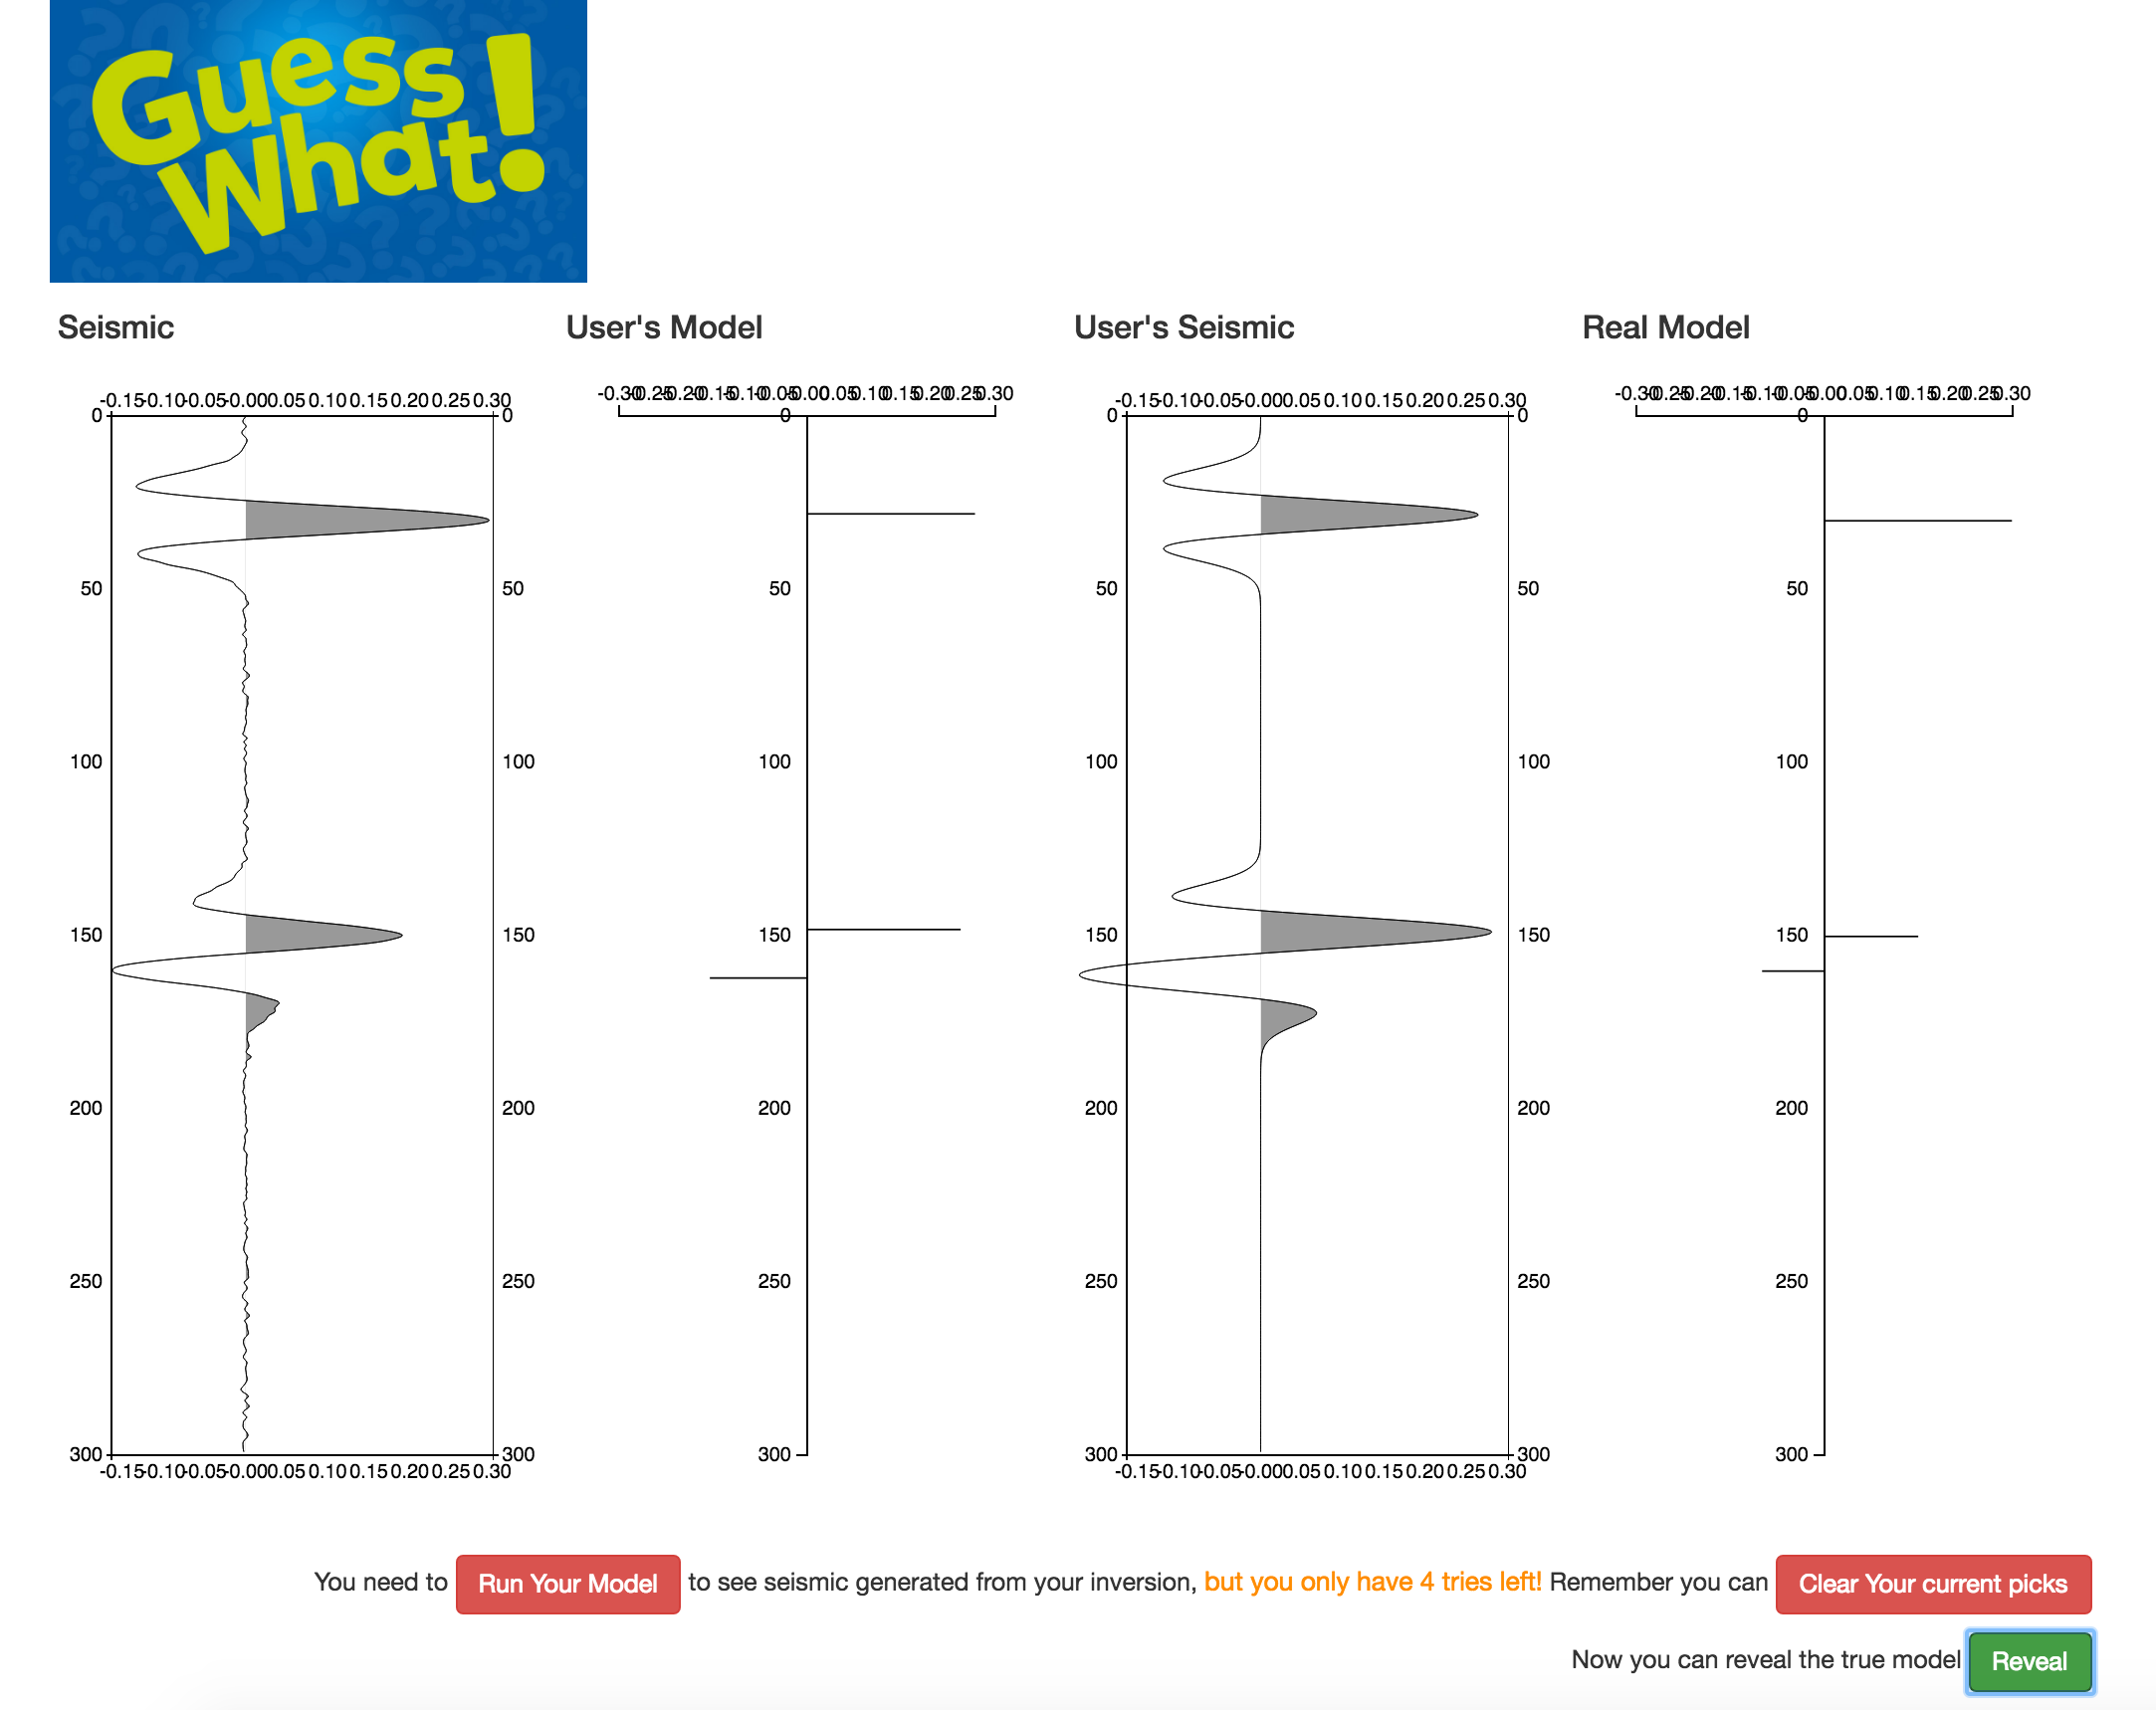 Guess
What!
Seismic
User's Model
User's Seismic
Real Model
-0.15 -0.10 -0.05 -0.00 0.05 0.10 0.15 0.20 0.25 0.30
-0.30 -0.25 -0.20 -0.15 -0.10 -0.05 -0.00 0.05 0.10 0.15 0.20 0.25 0.30
-0.15 -0.10 -0.05 -0.00 0.05 0.10 0.15 0.20 0.25 0.30
-0.30 -0.25 -0.20 -0.15 -0.10 -0.05 -0.00 0.05 0.10 0.15 0.20 0.25 0.30
0 0 0 0 0 0
50 50 50 50 50 50
100 100 100 100 100 100
150 150 150 150 150 150
200 200 200 200 200 200
250 250 250 250 250 250
300 300 300 300 300 300
-0.15 -0.10 -0.05 -0.00 0.05 0.10 0.15 0.20 0.25 0.30
-0.15 -0.10 -0.05 -0.00 0.05 0.10 0.15 0.20 0.25 0.30
You need to Run Your Model to see seismic generated from your inversion, but you only have 4 tries left! Remember you can Clear Your current picks
Now you can reveal the true model Reveal